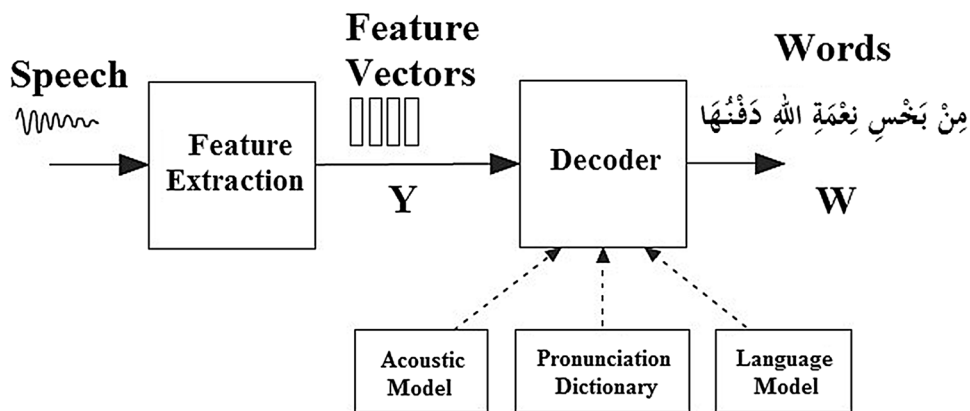 Speech
Feature
Extraction
Feature
Vectors
Y
Decoder
Words
مِنْ بَخْسِ نِعْمَةِ اللهِ دَفْنُهَا
W
Acoustic
Model
Pronunciation
Dictionary
Language
Model